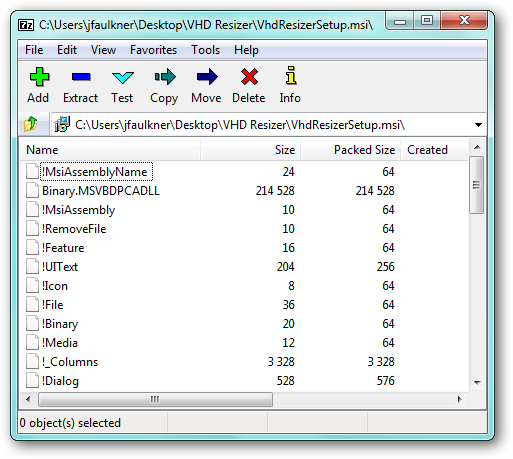 7z C:\Users\jfaulkner\Desktop\VHD Resizer\VhdResizerSetup.msi\
File Edit View Favorites Tools Help
Add Extract Test Copy Move Delete Info
C:\Users\jfaulkner\Desktop\VHD Resizer\VhdResizerSetup.msi\
Name Size Packed Size Created
!MsiAssemblyName 24 64
Binary.MSVBDPCADLL 214 528 214 528
!MsiAssembly 10 64
!RemoveFile 10 64
!Feature 16 64
!UIText 204 256
!Icon 8 64
!File 36 64
!Binary 20 64
!Media 12 64
!_Columns 3 328 3 328
!Dialog 528 576
0 object(s) selected